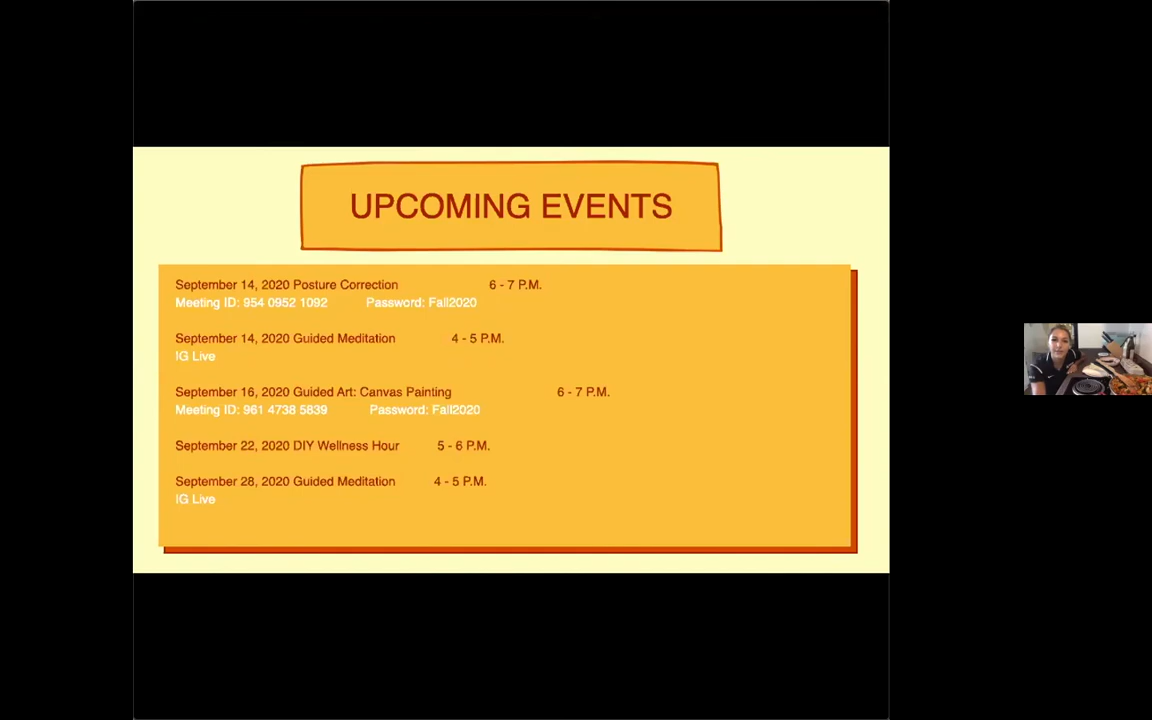 UPCOMING EVENTS
September 14, 2020 Posture Correction 6 - 7 P.M.
Meeting ID: 954 0952 1092 Password: Fall2020
September 14, 2020 Guided Meditation 4 - 5 P.M.
IG Live
September 16, 2020 Guided Art: Canvas Painting 6 - 7 P.M.
Meeting ID: 961 4738 5839 Password: Fall2020
September 22, 2020 DIY Wellness Hour 5 - 6 P.M.
September 28, 2020 Guided Meditation 4 - 5 P.M.
IG Live